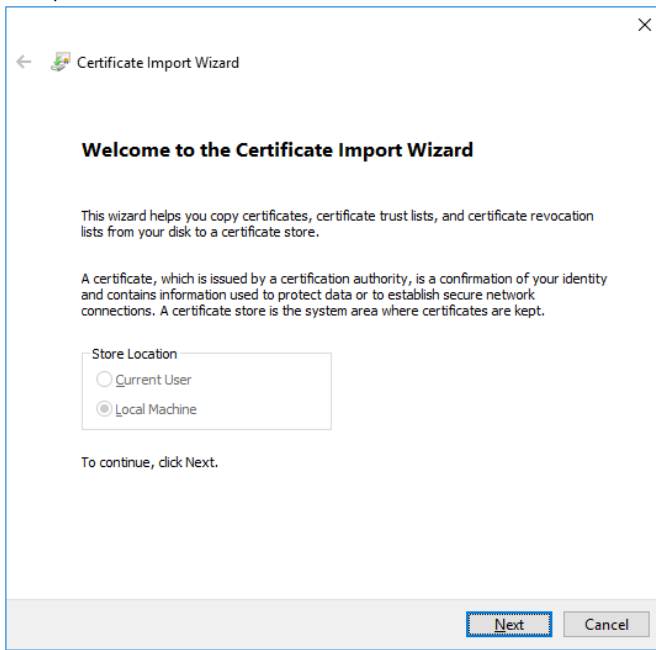 Certificate Import Wizard
Welcome to the Certificate Import Wizard
This wizard helps you copy certificates, certificate trust lists, and certificate revocation
lists from your disk to a certificate store.
A certificate, which is issued by a certification authority, is a confirmation of your identity
and contains information used to protect data or to establish secure network
connections. A certificate store is the system area where certificates are kept.
Store Location
Current User
Local Machine
To continue, click Next.
Next Cancel